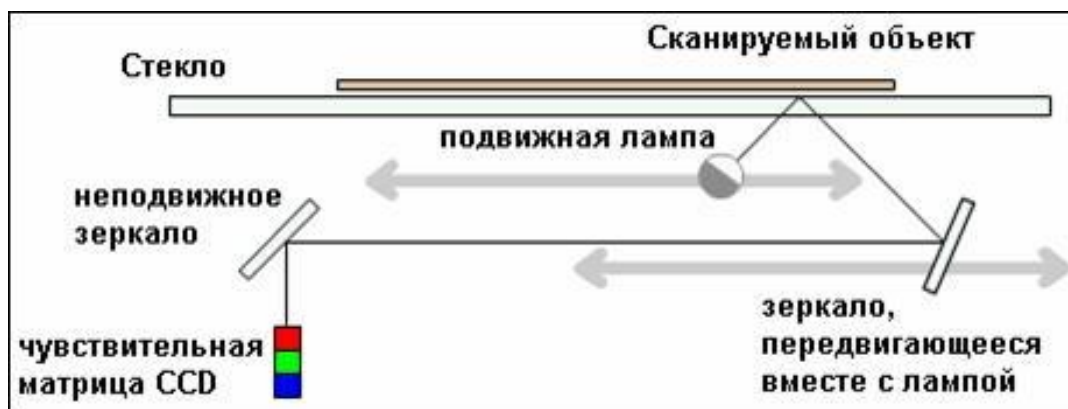 Сканируемый объект
Стекло
подвижная лампа
неподвижное
зеркало
зеркало,
передвигающееся
вместе с лампой
чувствительная
матрица CCD